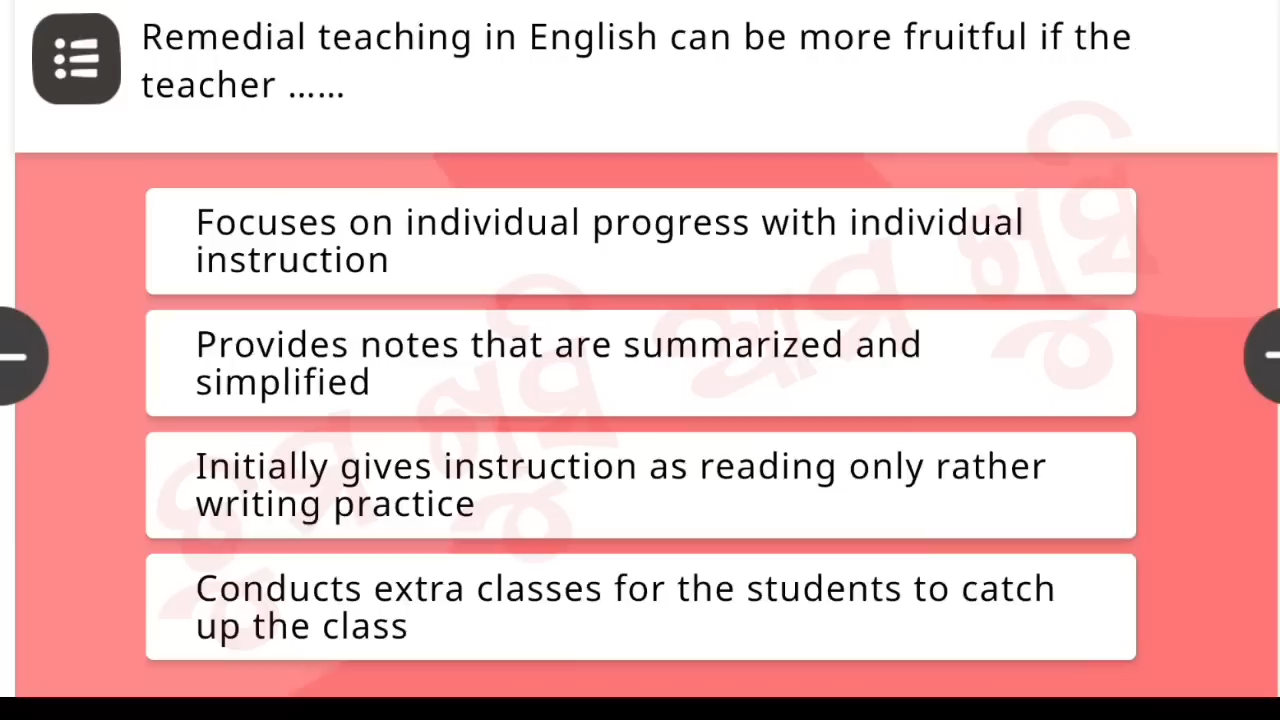 Remedial teaching in English can be more fruitful if the
teacher ......
Focuses on individual progress with individual
instruction
Provides notes that are summarized and
simplified
Initially gives instruction as reading only rather
writing practice
Conducts extra classes for the students to catch
up the class